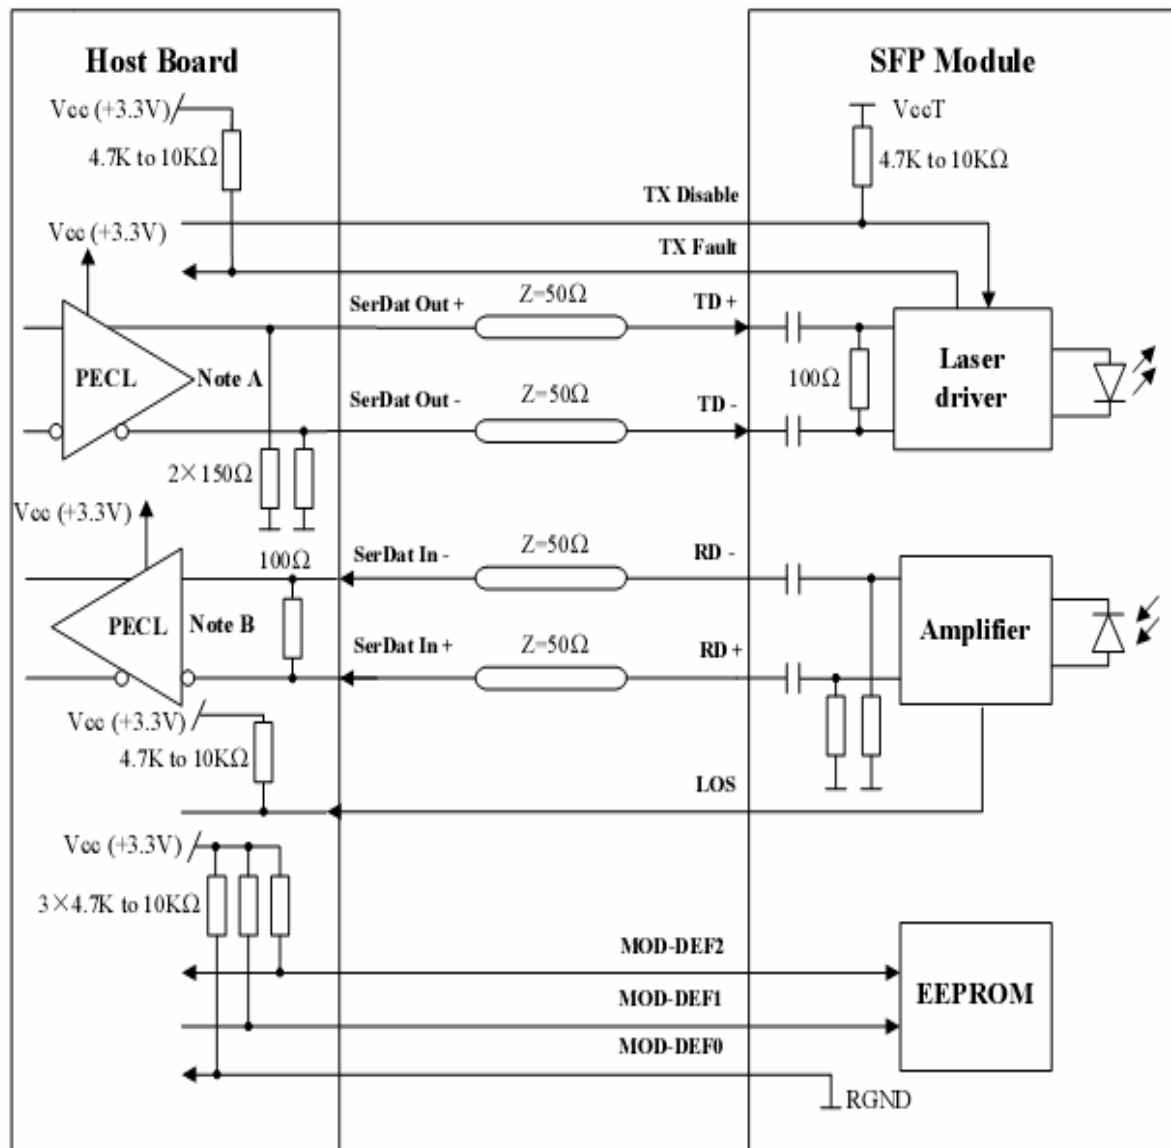 Host Board
SFP Module
Vcc (+3.3V)
VccT
4.7K to 10KΩ
4.7K to 10KΩ
TX Disable
Vcc (+3.3V)
TX Fault
SerDat Out +
Z=50Ω
TD +
PECL
Note A
Laser
driver
100Ω
SerDat Out -
Z=50Ω
TD -
2×150Ω
Vcc (+3.3V)
100Ω
SerDat In -
Z=50Ω
RD -
PECL
Note B
Amplifier
SerDat In +
Z=50Ω
RD +
Vcc (+3.3V)
4.7K to 10KΩ
LOS
Vcc (+3.3V)
3×4.7K to 10KΩ
MOD-DEF2
EEPROM
MOD-DEF1
MOD-DEF0
RGND